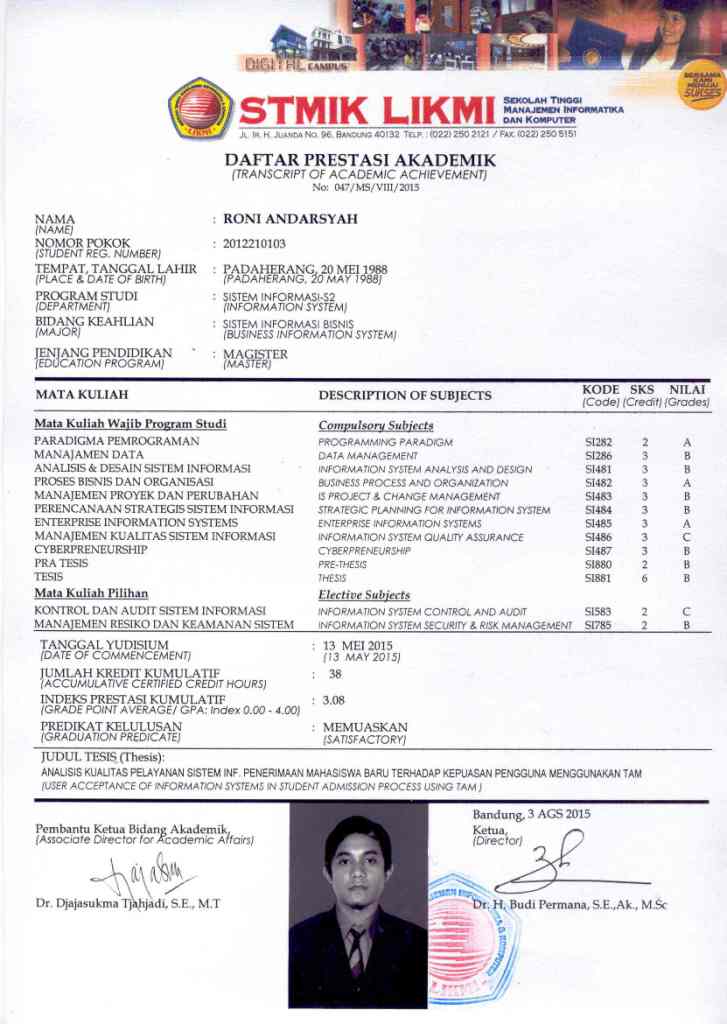 DIGITAL CAMPUS
BERSAMA KAMI MENUJU SUKSES
LIKMI
STMIK LIKMI
SEKOLAH TINGGI
MANAJEMEN INFORMATIKA
DAN KOMPUTER
JL. IR. H. JUANDA NO. 96, BANDUNG 40132 TELP. : (022) 250 2121 / FAX. (022) 250 5151
DAFTAR PRESTASI AKADEMIK
(TRANSCRIPT OF ACADEMIC ACHIEVEMENT)
No: 047/MS/VIII/2015
NAMA : RONI ANDARSYAH
(NAME)
NOMOR POKOK : 2012210103
(STUDENT REG. NUMBER)
TEMPAT, TANGGAL LAHIR : PADAHERANG, 20 MEI 1988
(PLACE & DATE OF BIRTH) (PADAHERANG, 20 MAY 1988)
PROGRAM STUDI : SISTEM INFORMASI-S2
(DEPARTMENT) (INFORMATION SYSTEM)
BIDANG KEAHLIAN : SISTEM INFORMASI BISNIS
(MAJOR) (BUSINESS INFORMATION SYSTEM)
JENJANG PENDIDIKAN : MAGISTER
(EDUCATION PROGRAM) (MASTER)
MATA KULIAH DESCRIPTION OF SUBJECTS KODE SKS NILAI
(Code) (Credit) (Grades)
Mata Kuliah Wajib Program Studi Compulsory Subjects
PARADIGMA PEMROGRAMAN PROGRAMMING PARADIGM SI282 2 A
MANAJAMEN DATA DATA MANAGEMENT SI286 3 B
ANALISIS & DESAIN SISTEM INFORMASI INFORMATION SYSTEM ANALYSIS AND DESIGN SI481 3 B
PROSES BISNIS DAN ORGANISASI BUSINESS PROCESS AND ORGANIZATION SI482 3 A
MANAJEMEN PROYEK DAN PERUBAHAN IS PROJECT & CHANGE MANAGEMENT SI483 3 B
PERENCANAAN STRATEGIS SISTEM INFORMASI STRATEGIC PLANNING FOR INFORMATION SYSTEM SI484 3 B
ENTERPRISE INFORMATION SYSTEMS ENTERPRISE INFORMATION SYSTEMS SI485 3 A
MANAJEMEN KUALITAS SISTEM INFORMASI INFORMATION SYSTEM QUALITY ASSURANCE SI486 3 C
CYBERPRENEURSHIP CYBERPRENEURSHIP SI487 3 B
PRA TESIS PRE-THESIS SI880 2 B
TESIS THESIS SI881 6 B
Mata Kuliah Pilihan Elective Subjects
KONTROL DAN AUDIT SISTEM INFORMASI INFORMATION SYSTEM CONTROL AND AUDIT SI583 2 C
MANAJEMEN RESIKO DAN KEAMANAN SISTEM INFORMATION SYSTEM SECURITY & RISK MANAGEMENT SI785 2 B
TANGGAL YUDISIUM : 13 MEI 2015
(DATE OF COMMENCEMENT) (13 MAY 2015)
JUMLAH KREDIT KUMULATIF : 38
(ACCUMULATIVE CERTIFIED CREDIT HOURS)
INDEKS PRESTASI KUMULATIF : 3.08
(GRADE POINT AVERAGE/ GPA: Index 0.00 - 4.00)
PREDIKAT KELULUSAN : MEMUASKAN
(GRADUATION PREDICATE) (SATISFACTORY)
JUDUL TESIS (Thesis):
ANALISIS KUALITAS PELAYANAN SISTEM INF. PENERIMAAN MAHASISWA BARU TERHADAP KEPUASAN PENGGUNA MENGGUNAKAN TAM
(USER ACCEPTANCE OF INFORMATION SYSTEMS IN STUDENT ADMISSION PROCESS USING TAM )
Bandung, 3 AGS 2015
Pembantu Ketua Bidang Akademik, Ketua,
(Associate Director for Academic Affairs) (Director)
Dr. Djajasukma Tjahjadi, S.E., M.T Dr. H. Budi Permana, S.E.,Ak., M.Sc